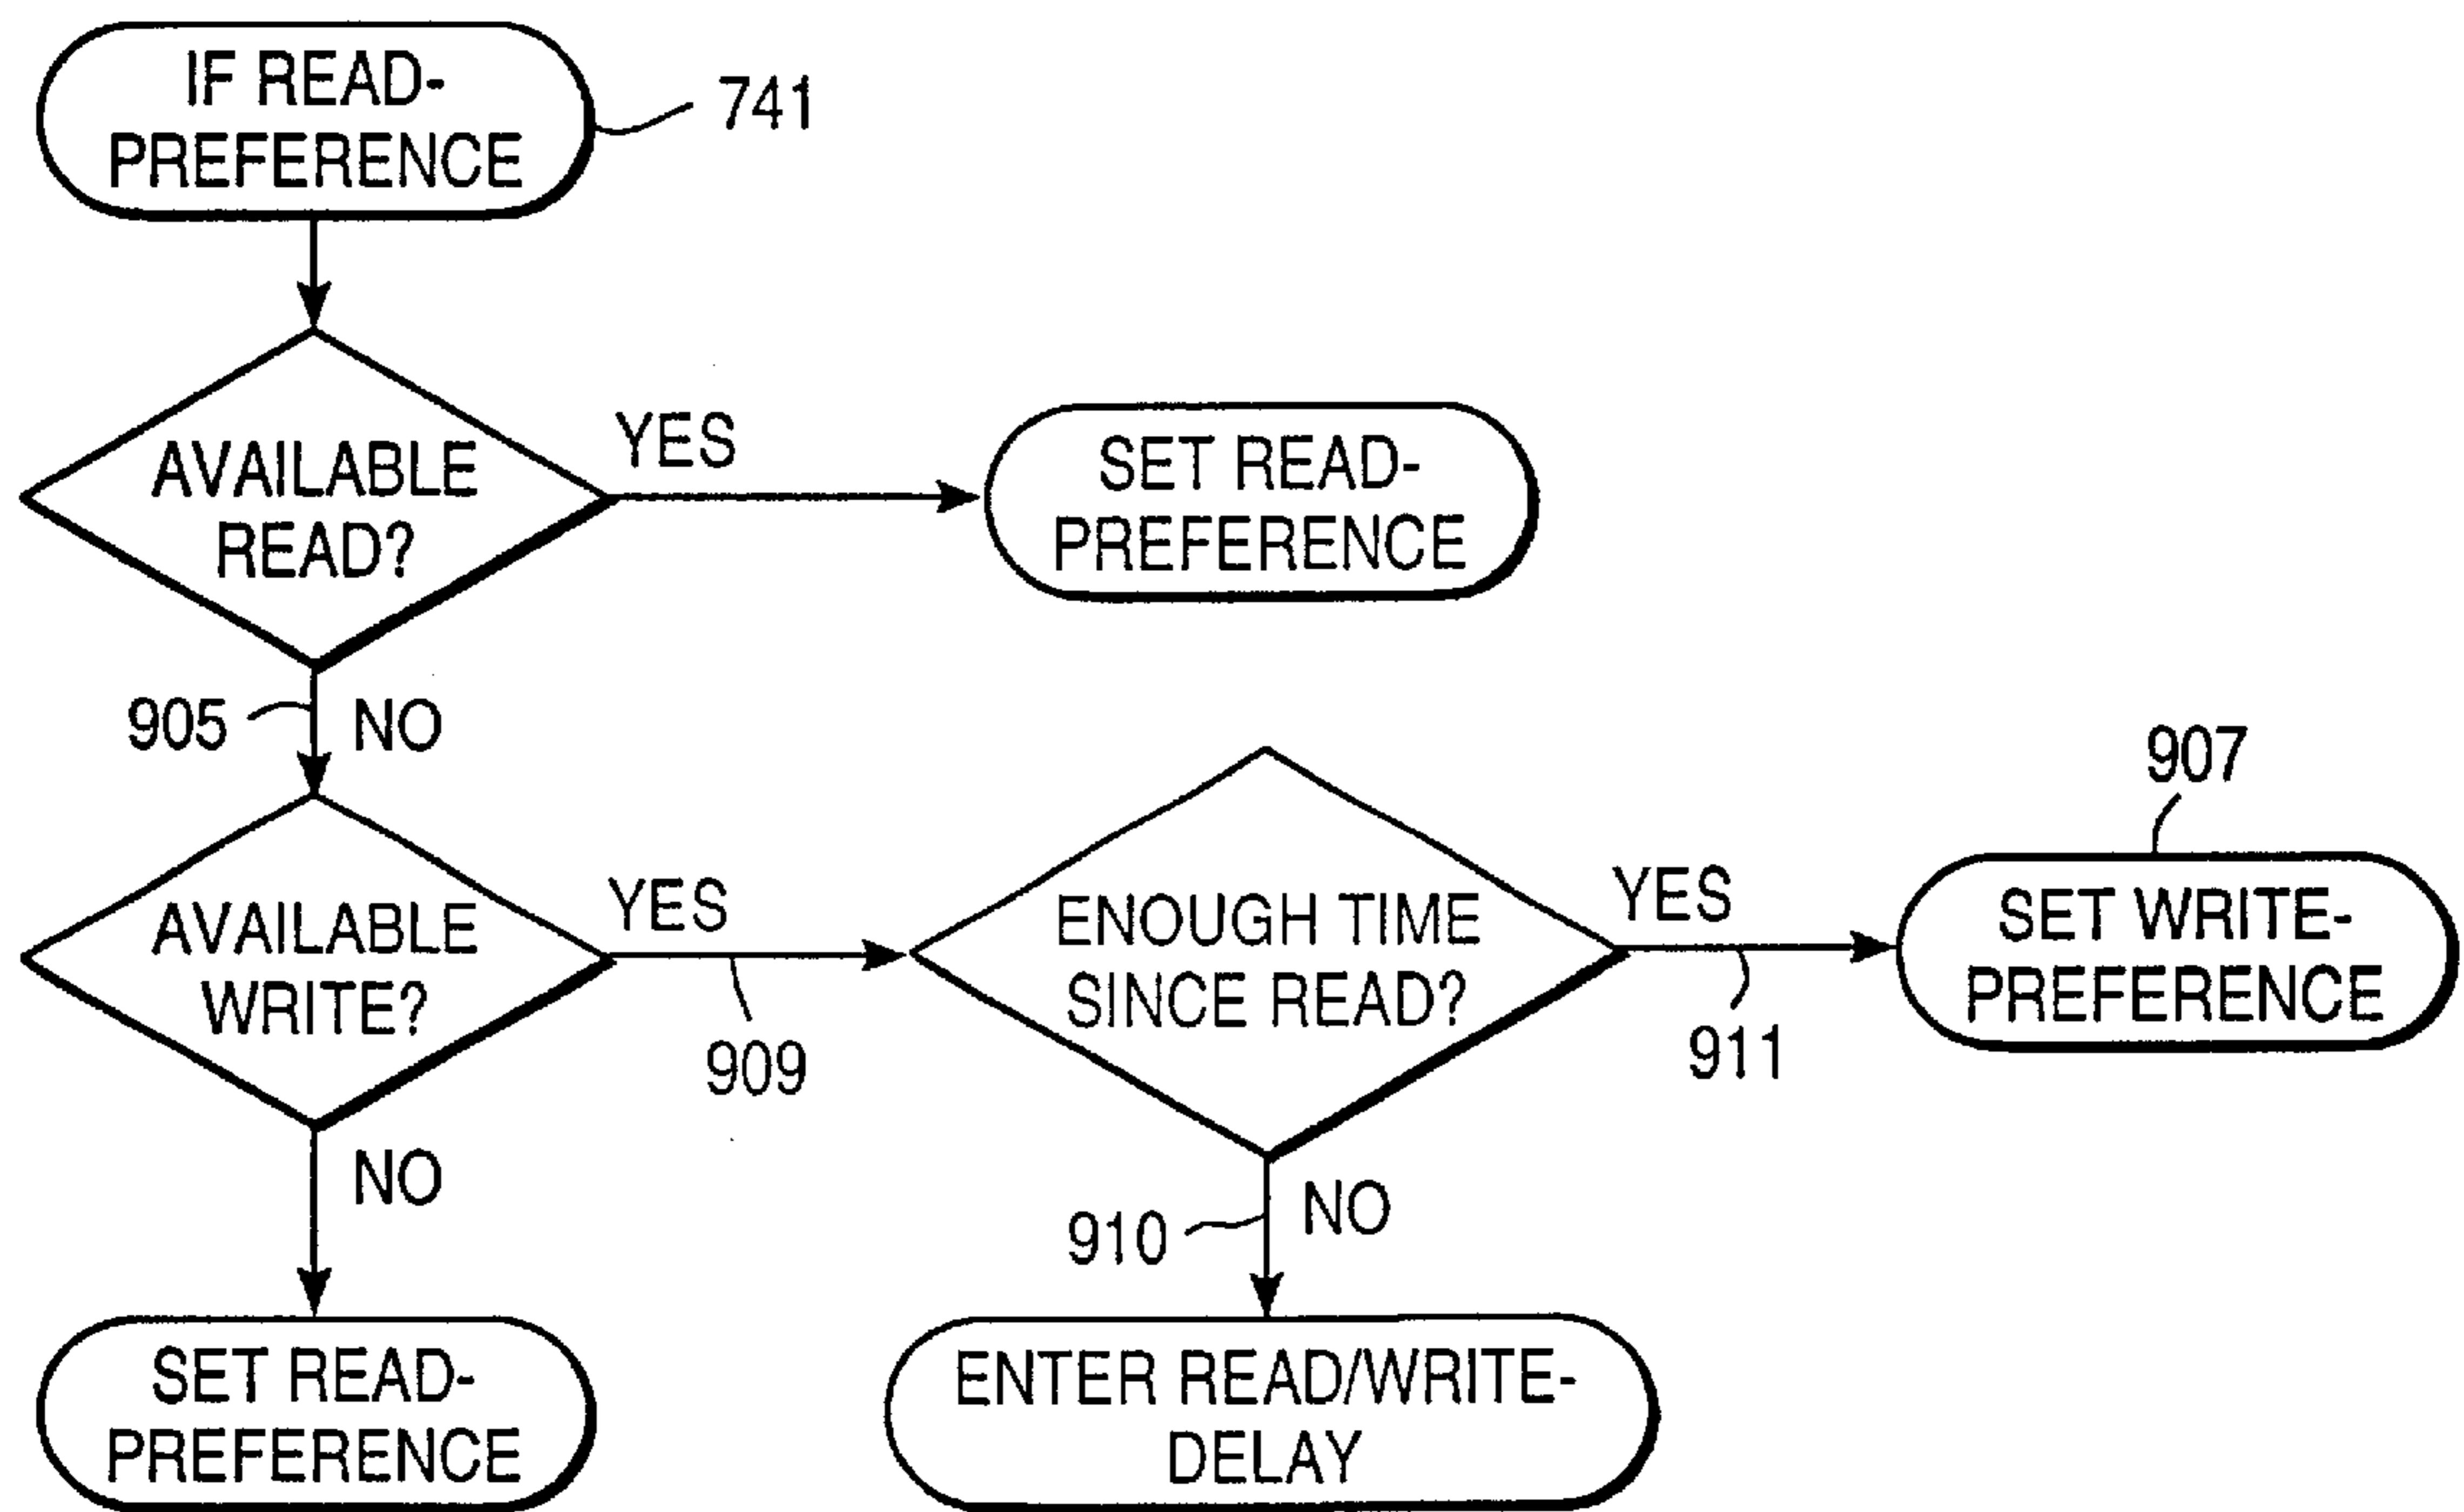 IF READ-
PREFERENCE
741
AVAILABLE
READ?
YES
SET READ-
PREFERENCE
905
NO
AVAILABLE
WRITE?
YES
909
ENOUGH TIME
SINCE READ?
YES
911
907
SET WRITE-
PREFERENCE
NO
SET READ-
PREFERENCE
910
NO
ENTER READ/WRITE-
DELAY